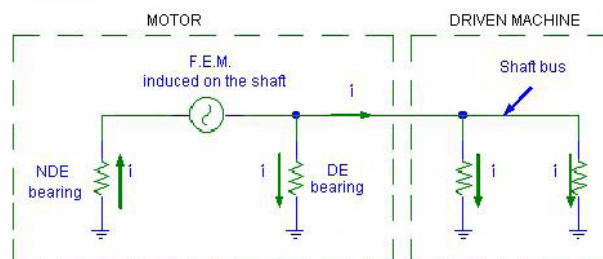 MOTOR
DRIVEN MACHINE
F.E.M.
induced on the shaft
Shaft bus
i
NDE
bearing
i
i
DE
bearing
i
i